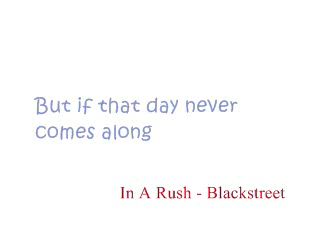 But if that day never
comes along
In A Rush - Blackstreet